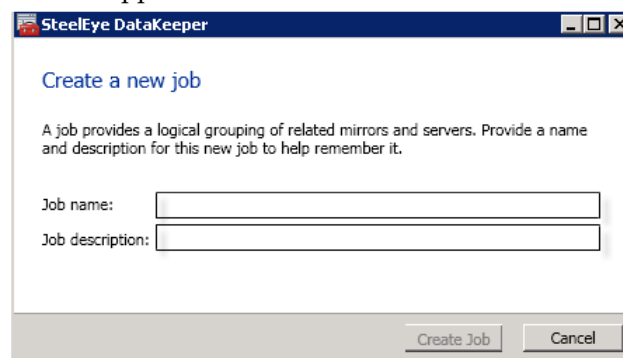 SteelEye DataKeeper
Create a new job
A job provides a logical grouping of related mirrors and servers. Provide a name
and description for this new job to help remember it.
Job name:
Job description:
Create Job Cancel